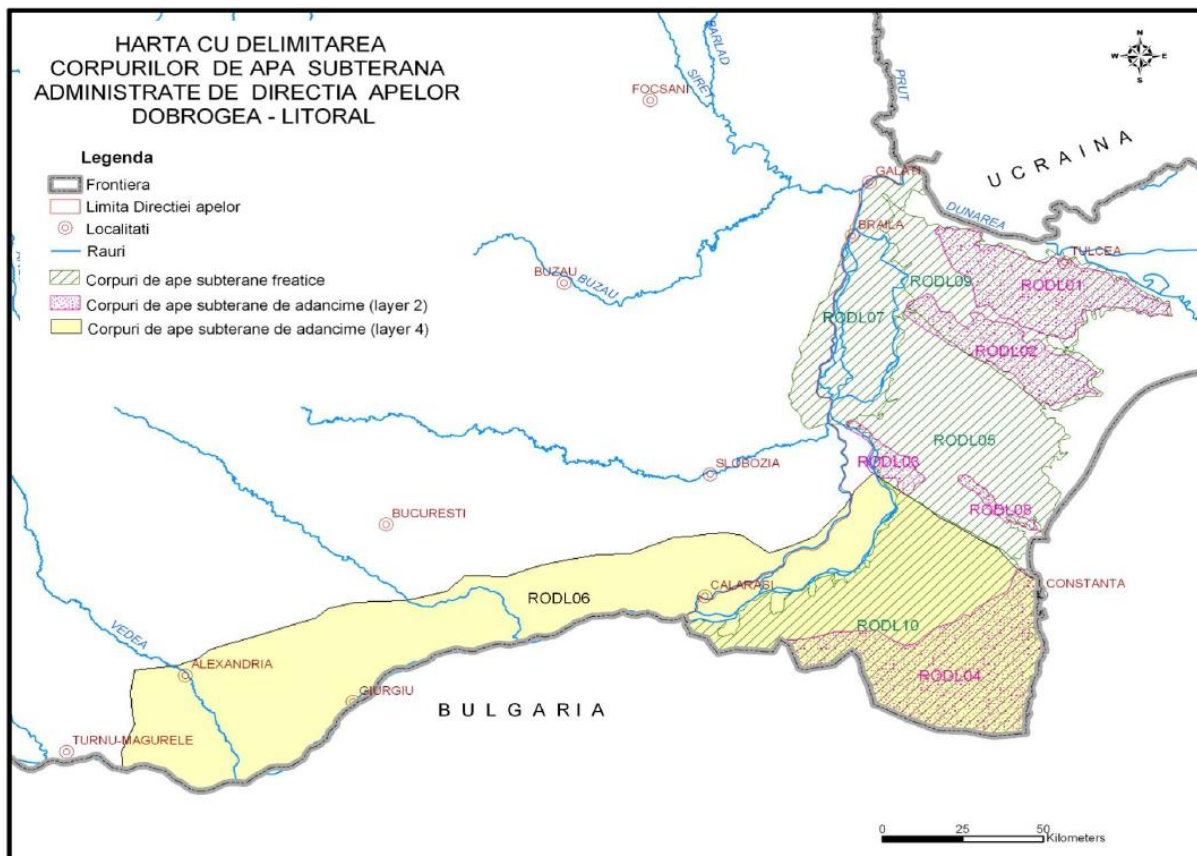 HARTA CU DELIMITAREA
CORPURILOR DE APA SUBTERANA
ADMINISTRATE DE DIRECTIA APELOR
DOBROGEA - LITORAL
Legenda
Frontiera
Limita Directiei apelor
Localitati
Rauri
Corpuri de ape subterane freatice
Corpuri de ape subterane de adancime (layer 2)
Corpuri de ape subterane de adancime (layer 4)
N
W
E
S
BARLAD
SIRET
PRUT
FOCSANI
UCRAINA
GALATI
DUNAREA
BRAILA
TULCEA
BUZAU
BUZAU
RODL09
RODL01
RODL07
RODL02
RODL05
SLOBOZIA
RODL03
BUCURESTI
RODL08
CALARASI
CONSTANTA
RODL06
RODL10
VEDEA
ALEXANDRIA
RODL04
GIURGIU
BULGARIA
TURNU-MAGURELE
0 25 50
Kilometers